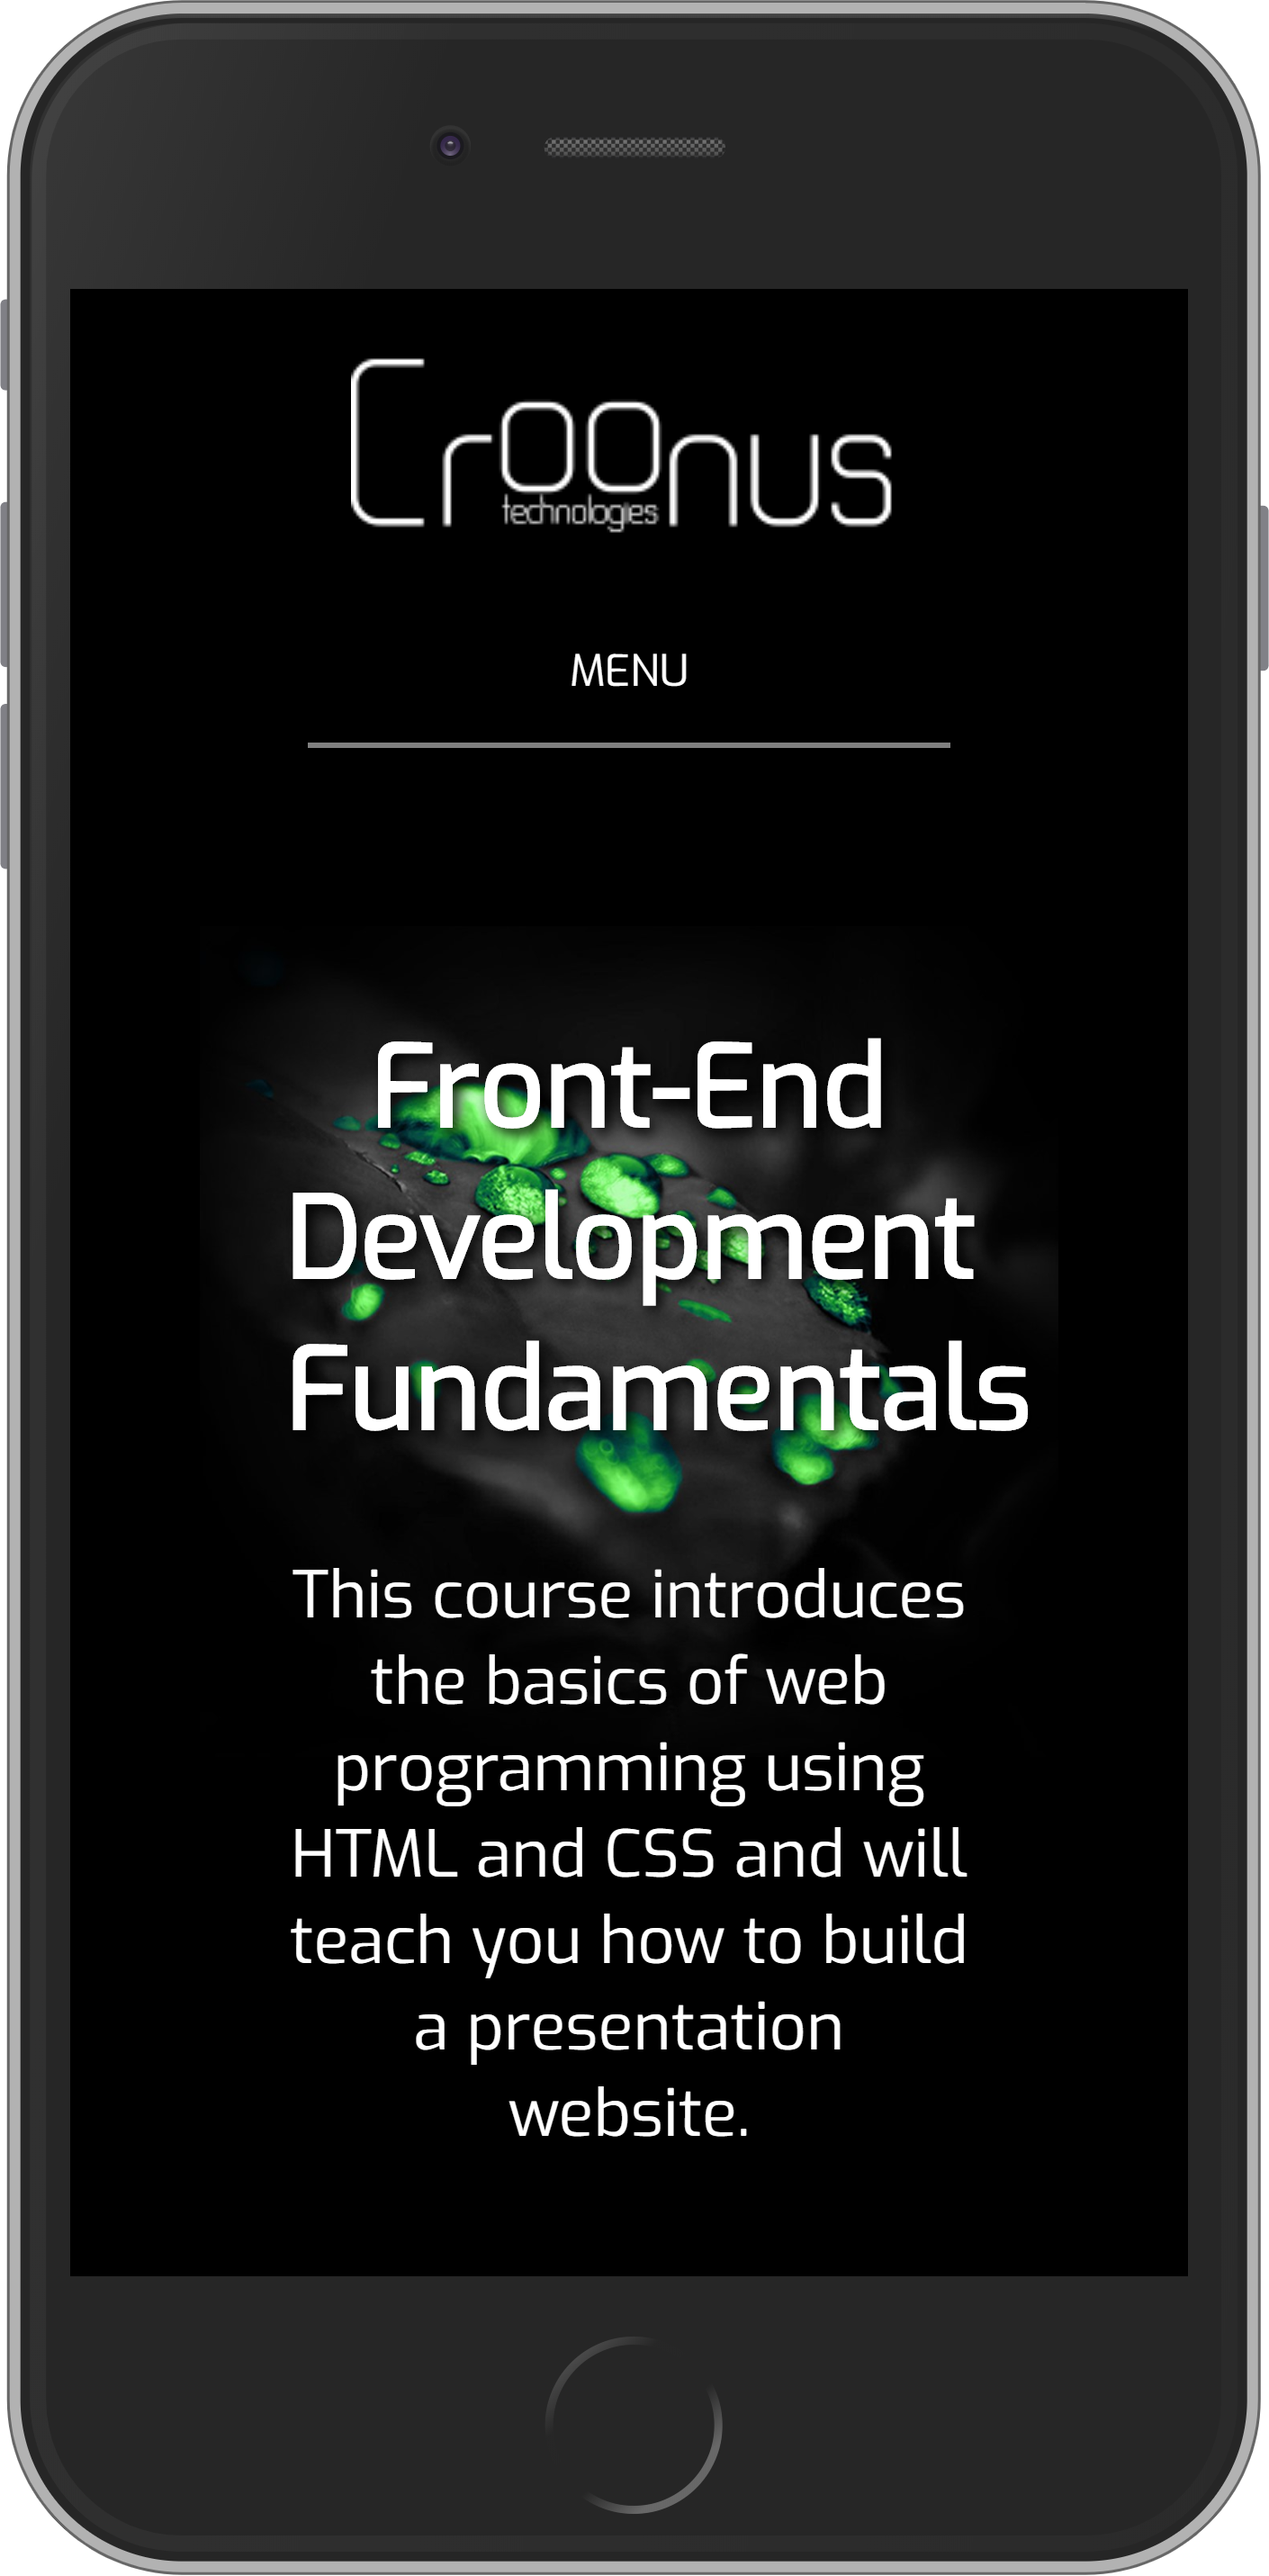 Croonus
technologies
MENU
Front-End
Development
Fundamentals
This course introduces
the basics of web
programming using
HTML and CSS and will
teach you how to build
a presentation
website.